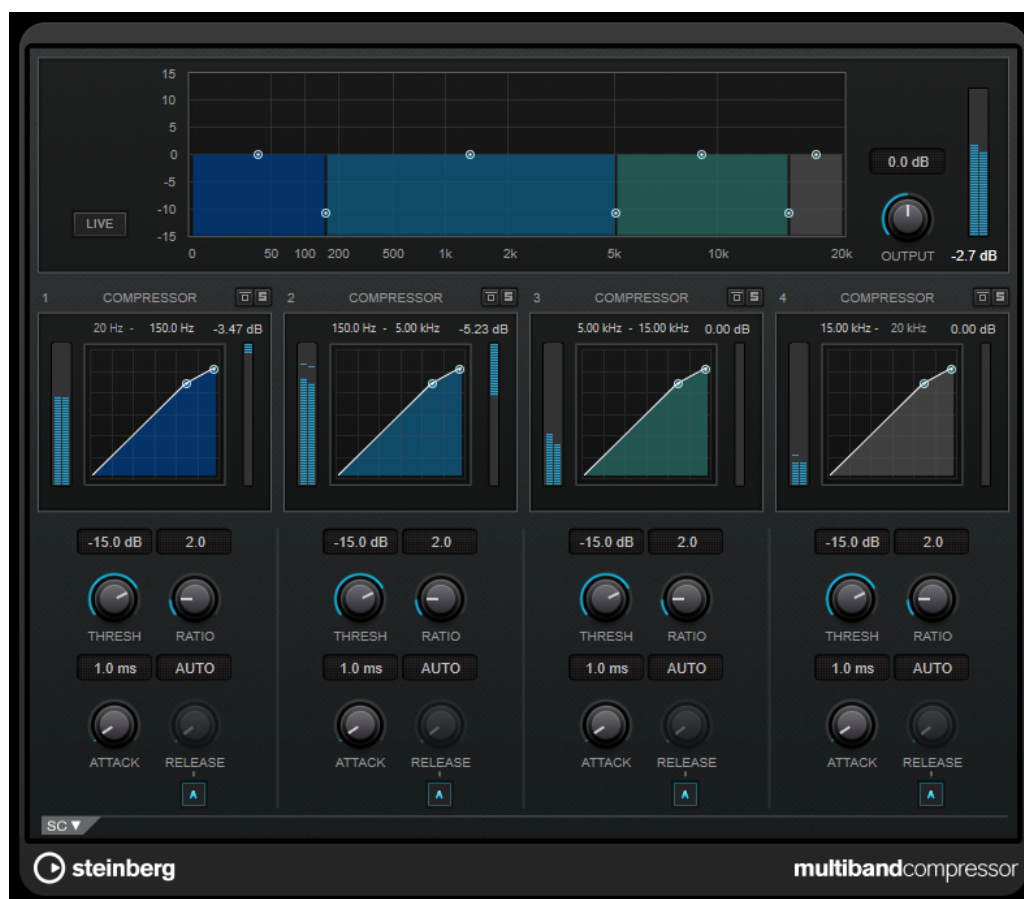 15
10
5
0
-5
-10
-15
LIVE
0 50 100 200 500 1k 2k 5k 10k 20k
0.0 dB
OUTPUT -2.7 dB
1 COMPRESSOR S 2 COMPRESSOR S 3 COMPRESSOR S 4 COMPRESSOR S
20 Hz - 150.0 Hz -3.47 dB 150.0 Hz - 5.00 kHz -5.23 dB 5.00 kHz - 15.00 kHz 0.00 dB 15.00 kHz - 20 kHz 0.00 dB
-15.0 dB 2.0 -15.0 dB 2.0 -15.0 dB 2.0 -15.0 dB 2.0
THRESH RATIO THRESH RATIO THRESH RATIO THRESH RATIO
1.0 ms AUTO 1.0 ms AUTO 1.0 ms AUTO 1.0 ms AUTO
ATTACK RELEASE ATTACK RELEASE ATTACK RELEASE ATTACK RELEASE
A A A A
SC ▼
steinberg multibandcompressor